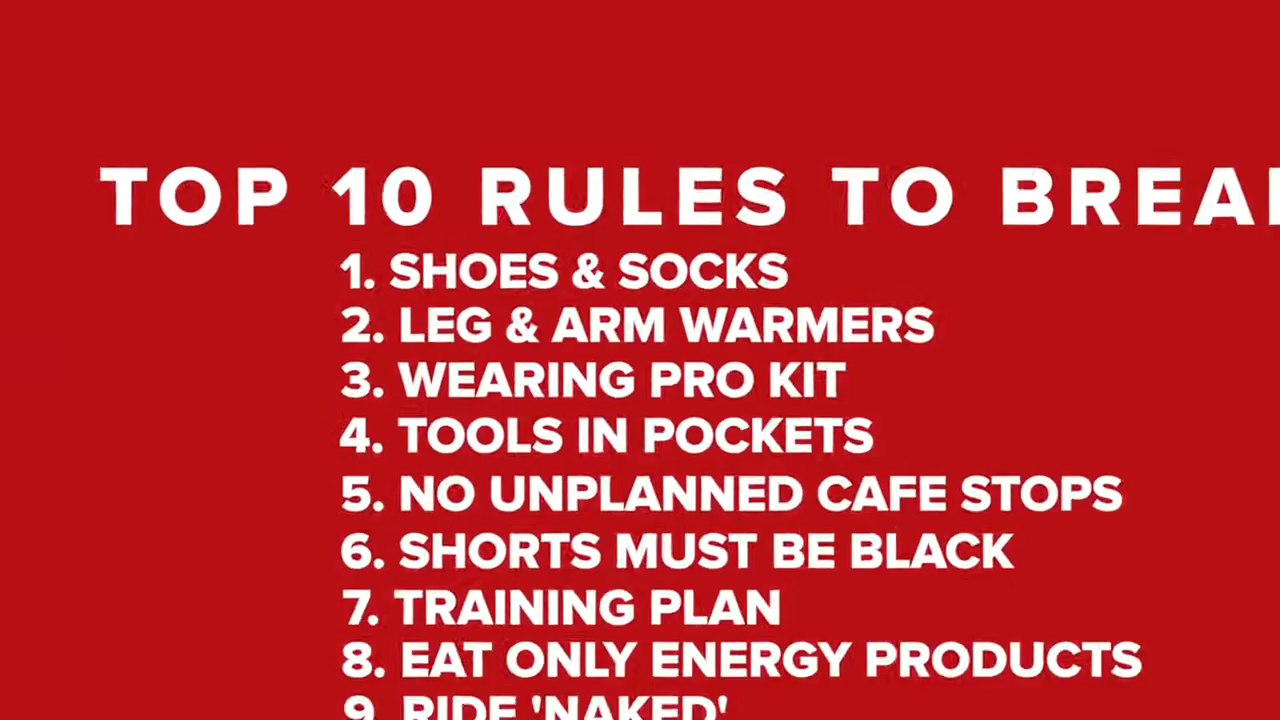 TOP 10 RULES TO BREA
1. SHOES & SOCKS
2. LEG & ARM WARMERS
3. WEARING PRO KIT
4. TOOLS IN POCKETS
5. NO UNPLANNED CAFE STOPS
6. SHORTS MUST BE BLACK
7. TRAINING PLAN
8. EAT ONLY ENERGY PRODUCTS
9. RIDE 'NAKED'